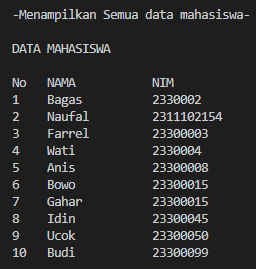 -Menampilkan Semua data mahasiswa-
DATA MAHASISWA
No NAMA NIM
1 Bagas 2330002
2 Naufal 2311102154
3 Farrel 23300003
4 Wati 2330004
5 Anis 23300008
6 Bowo 23300015
7 Gahar 23300015
8 Idin 23300045
9 Ucok 23300050
10 Budi 23300099